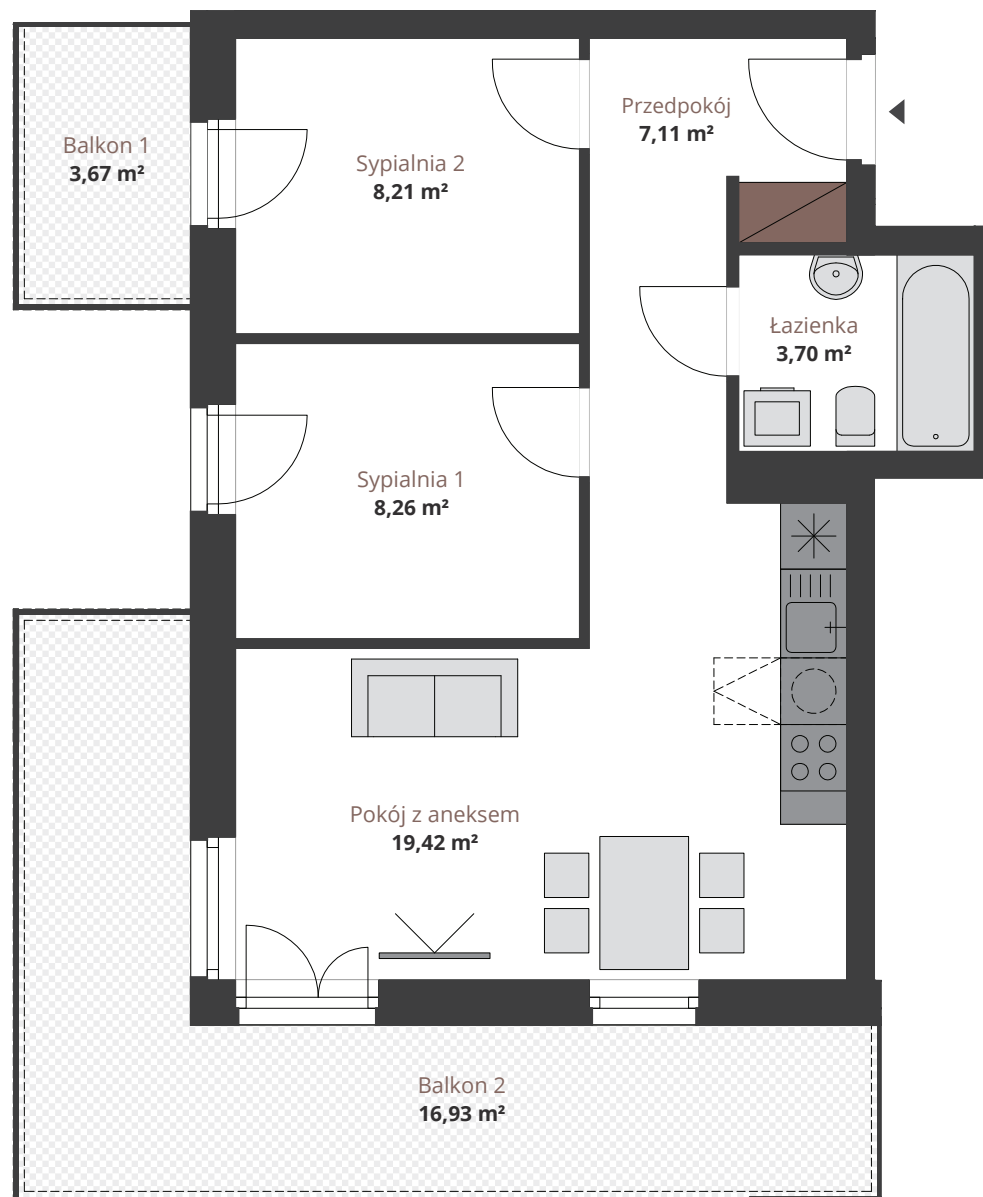 Balkon 1
3,67 m²
Sypialnia 2
8,21 m²
Przedpokój
7,11 m²
Łazienka
3,70 m²
Sypialnia 1
8,26 m²
Pokój z aneksem
19,42 m²
Balkon 2
16,93 m²